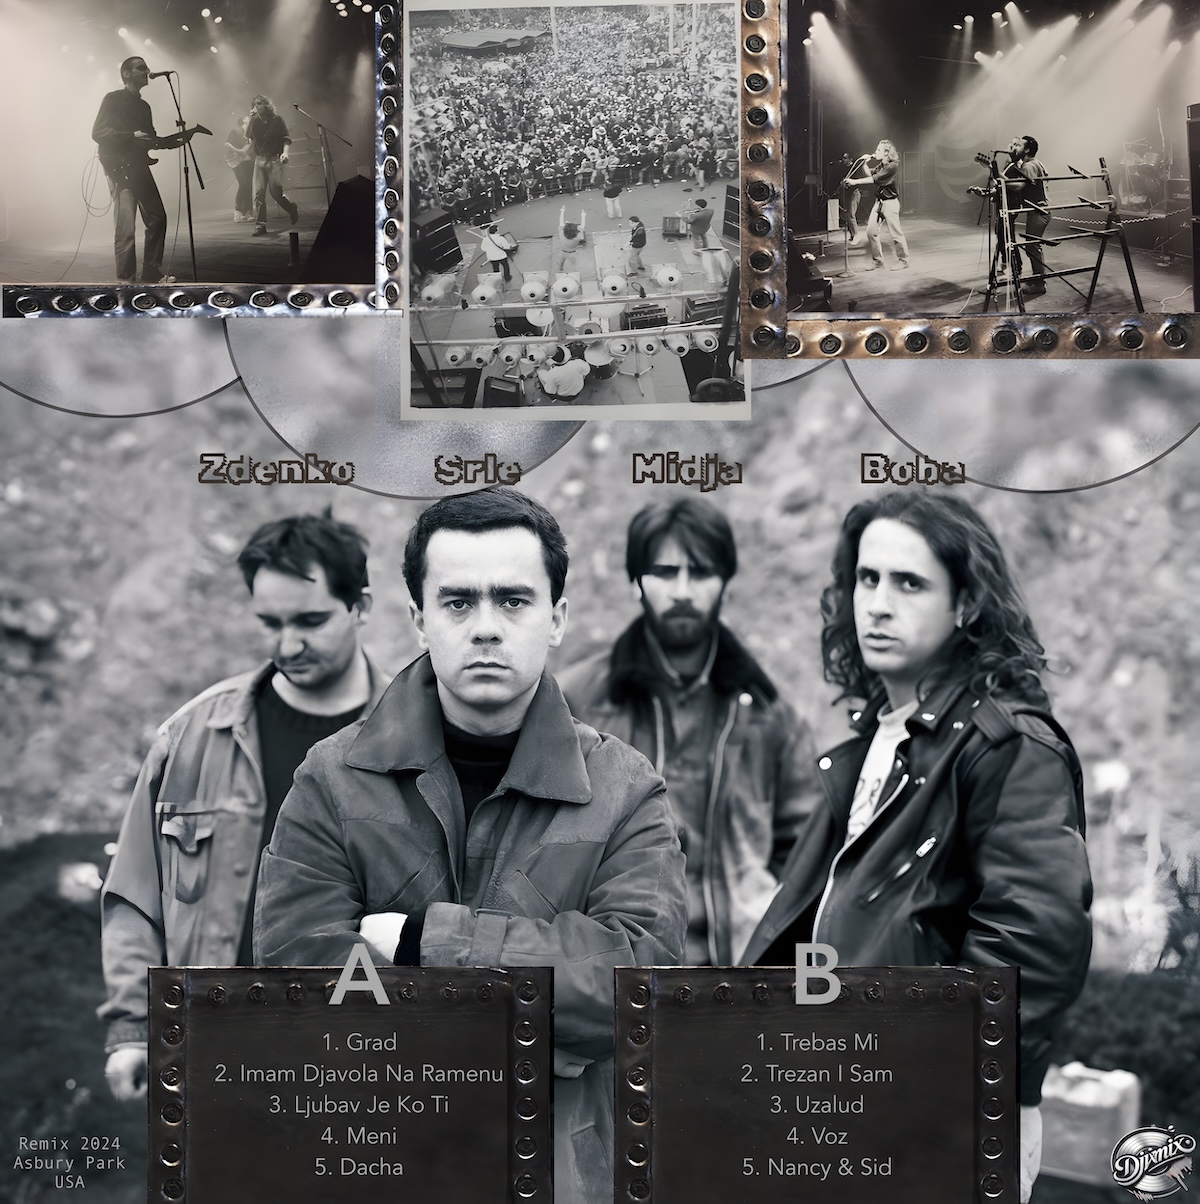 Zdenko Srle Midja Boba
A
1. Grad
2. Imam Djavola Na Ramenu
3. Ljubav Je Ko Ti
4. Meni
5. Dacha
B
1. Trebas Mi
2. Trezan I Sam
3. Uzalud
4. Voz
5. Nancy & Sid
Remix 2024
Asbury Park
USA
Djrmix